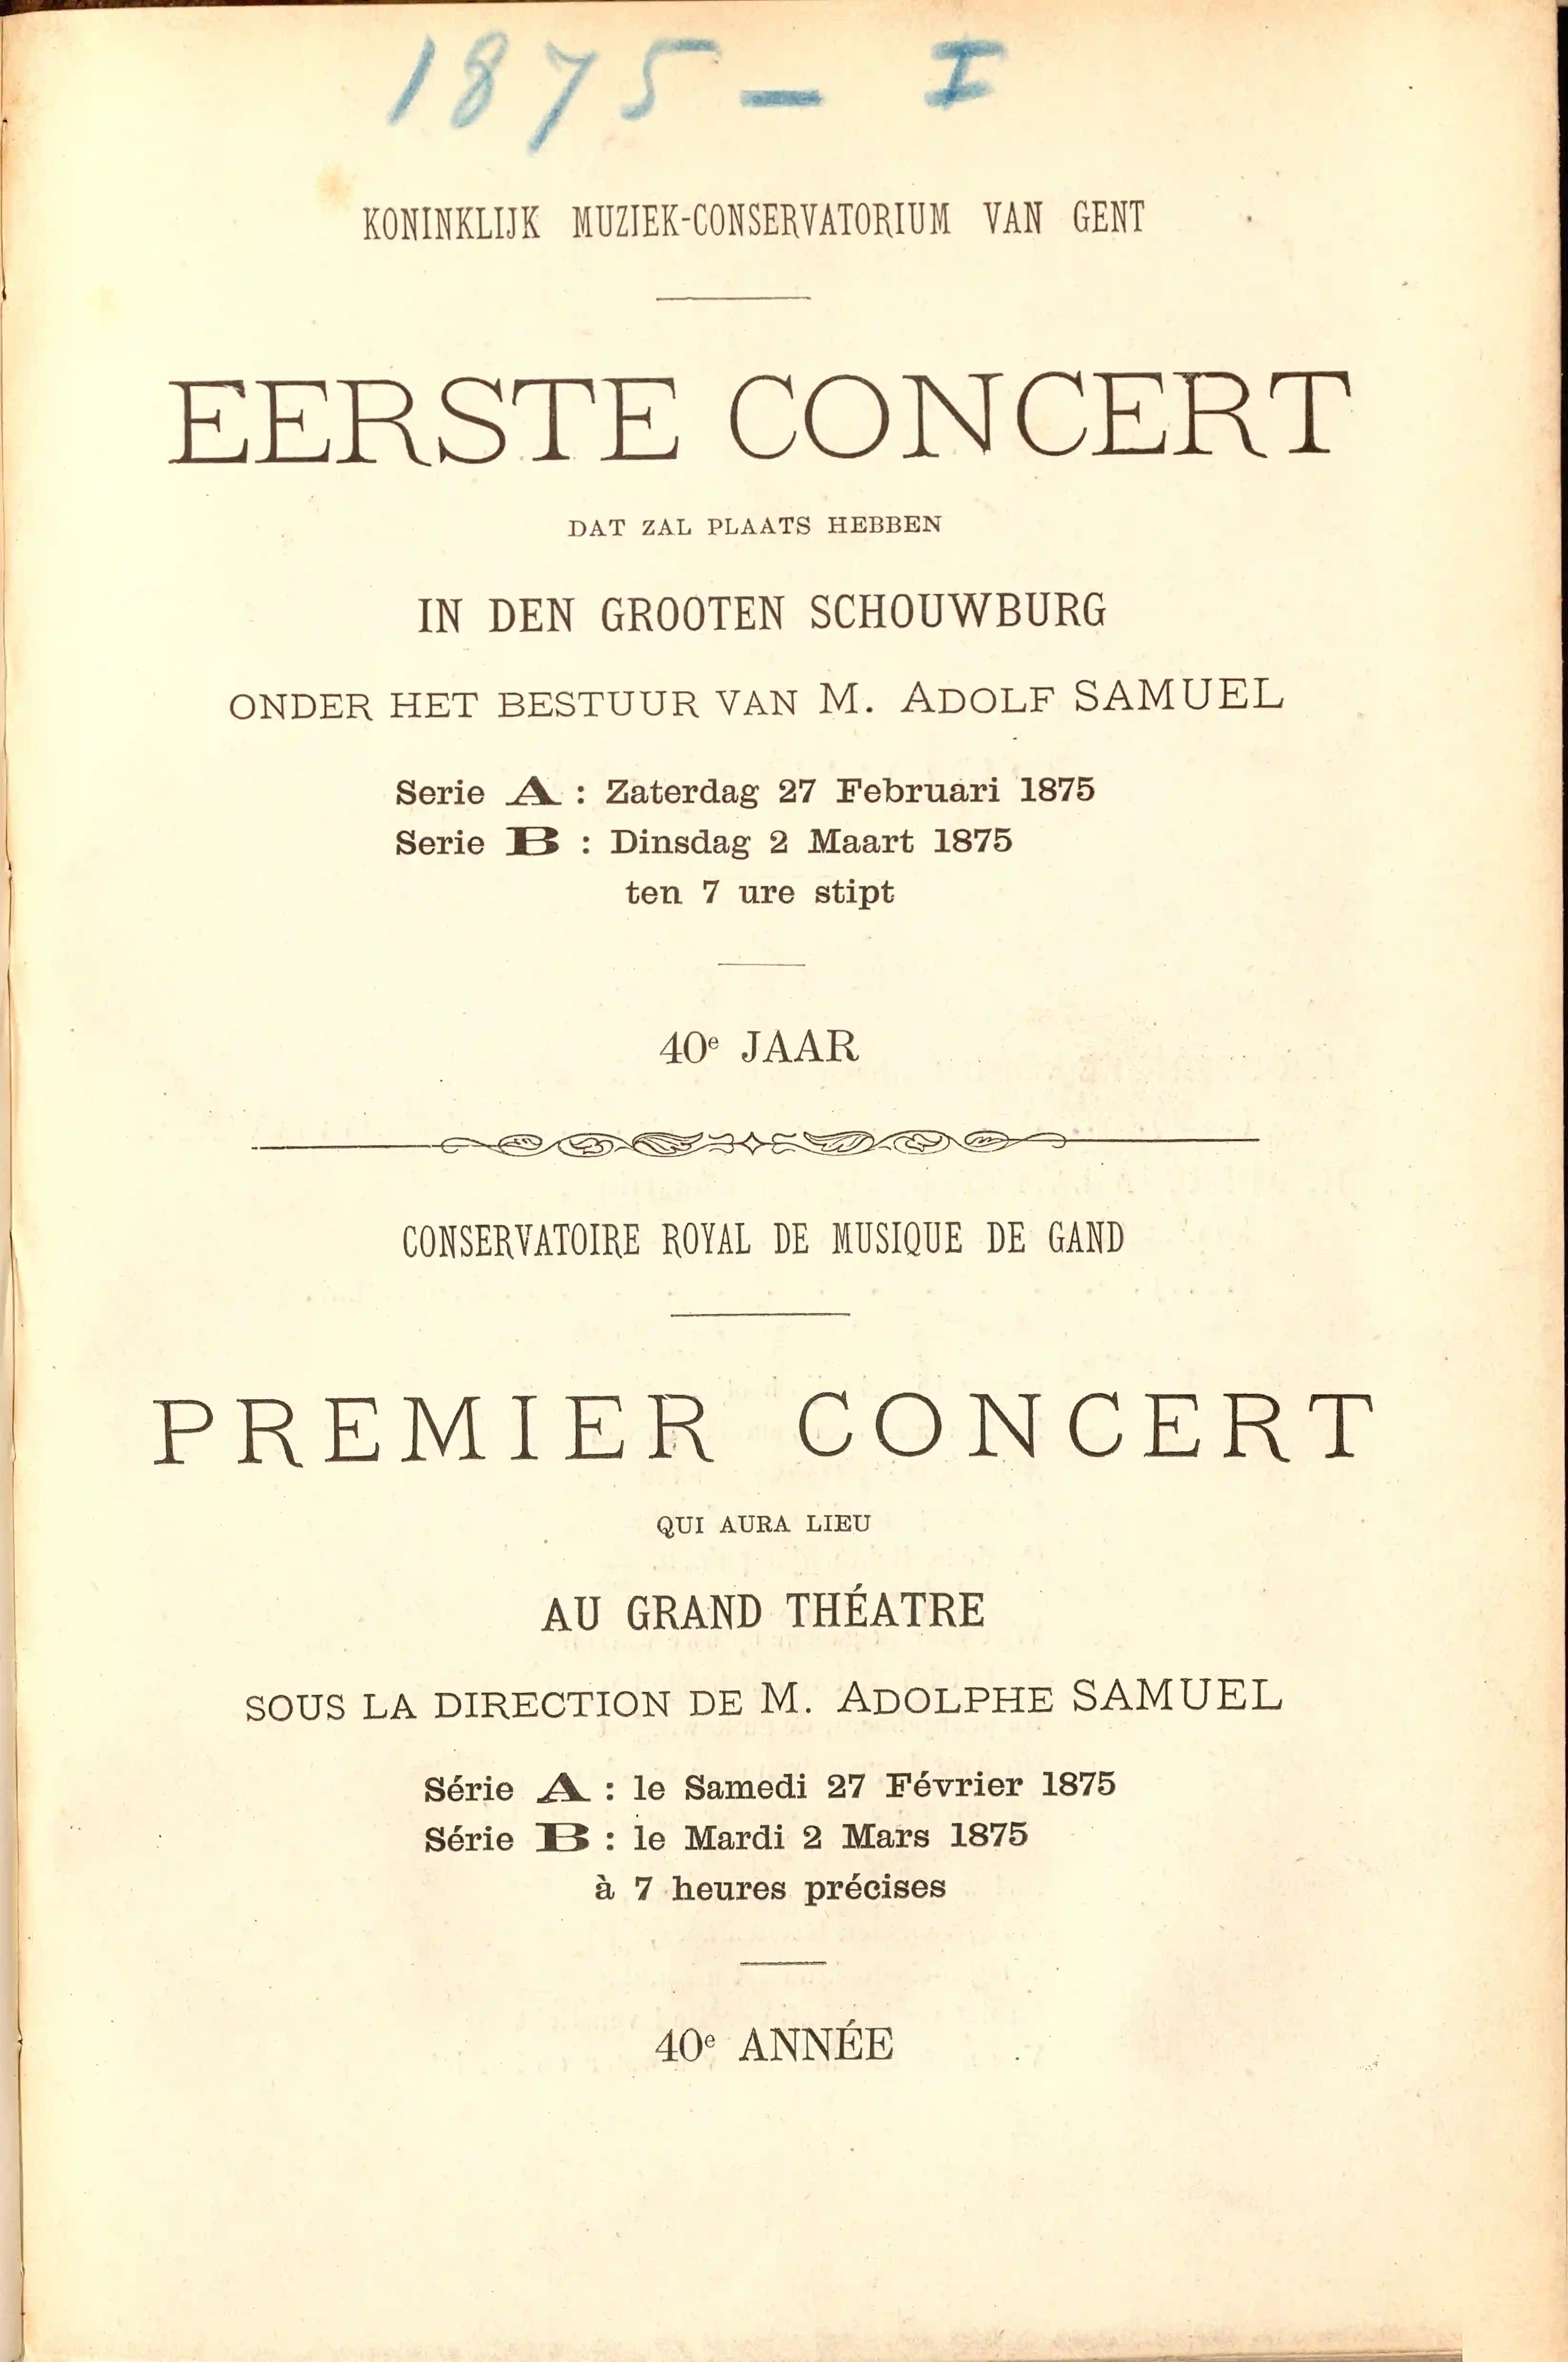 1875 - I
KONINKLIJK MUZIEK-CONSERVATORIUM VAN GENT
EERSTE CONCERT
DAT ZAL PLAATS HEBBEN
IN DEN GROOTEN SCHOUWBURG
ONDER HET BESTUUR VAN M. ADOLF SAMUEL
Serie A : Zaterdag 27 Februari 1875
Serie B : Dinsdag 2 Maart 1875
ten 7 ure stipt
40e JAAR
CONSERVATOIRE ROYAL DE MUSIQUE DE GAND
PREMIER CONCERT
QUI AURA LIEU
AU GRAND THÉATRE
SOUS LA DIRECTION DE M. ADOLPHE SAMUEL
Série A : le Samedi 27 Février 1875
Série B : le Mardi 2 Mars 1875
à 7 heures précises
40e ANNÉE